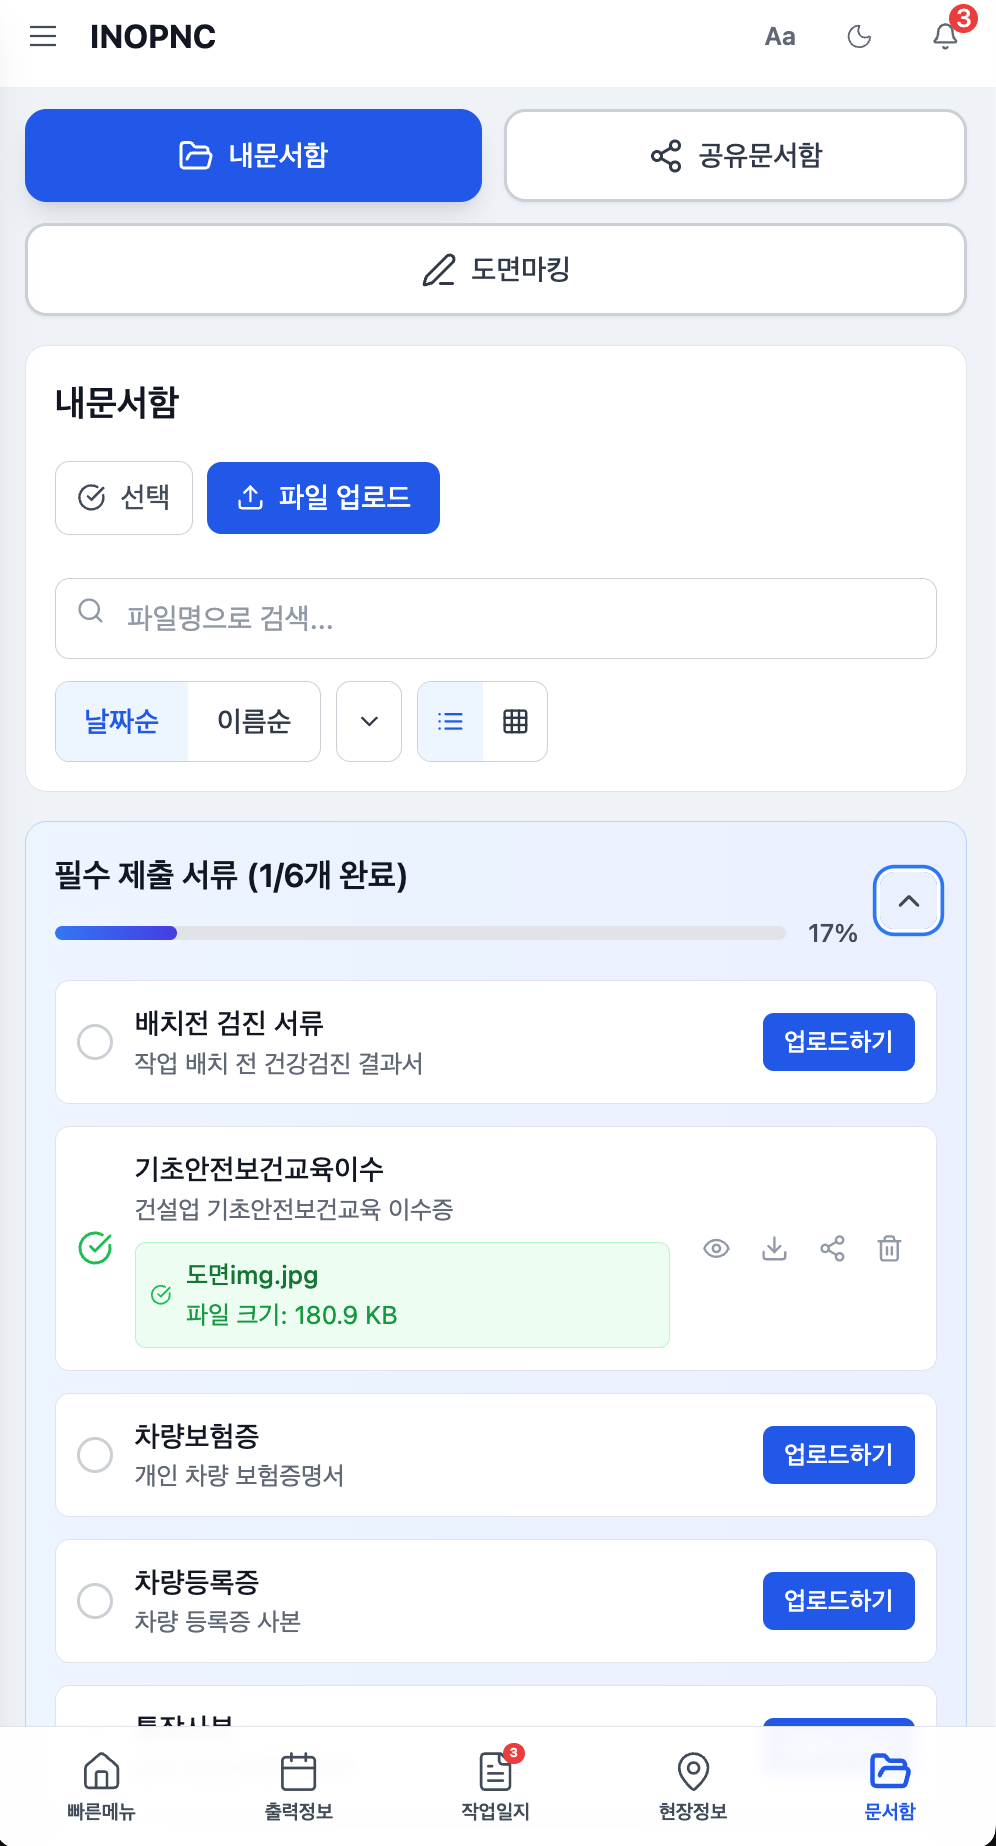 INOPNC
Aa
3
내문서함
공유문서함
도면마킹
내문서함
선택
파일 업로드
파일명으로 검색...
날짜순
이름순
필수 제출 서류 (1/6개 완료)
17%
배치전 검진 서류
작업 배치 전 건강검진 결과서
업로드하기
기초안전보건교육이수
건설업 기초안전보건교육 이수증
도면img.jpg
파일 크기: 180.9 KB
차량보험증
개인 차량 보험증명서
업로드하기
차량등록증
차량 등록증 사본
업로드하기
통장사본
3
빠른메뉴
출력정보
작업일지
현장정보
문서함